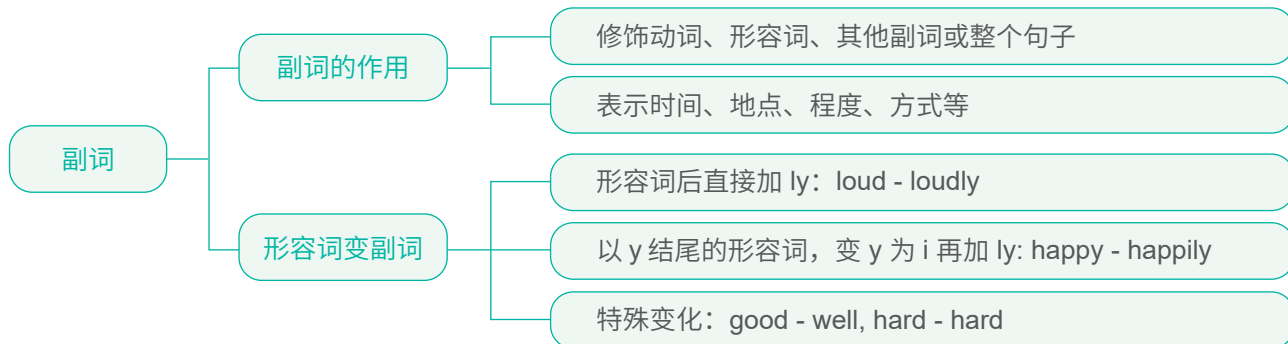 副词
副词的作用
修饰动词、形容词、其他副词或整个句子
表示时间、地点、程度、方式等
形容词变副词
形容词后直接加 ly：loud - loudly
以 y 结尾的形容词，变 y 为 i 再加 ly: happy - happily
特殊变化：good - well, hard - hard